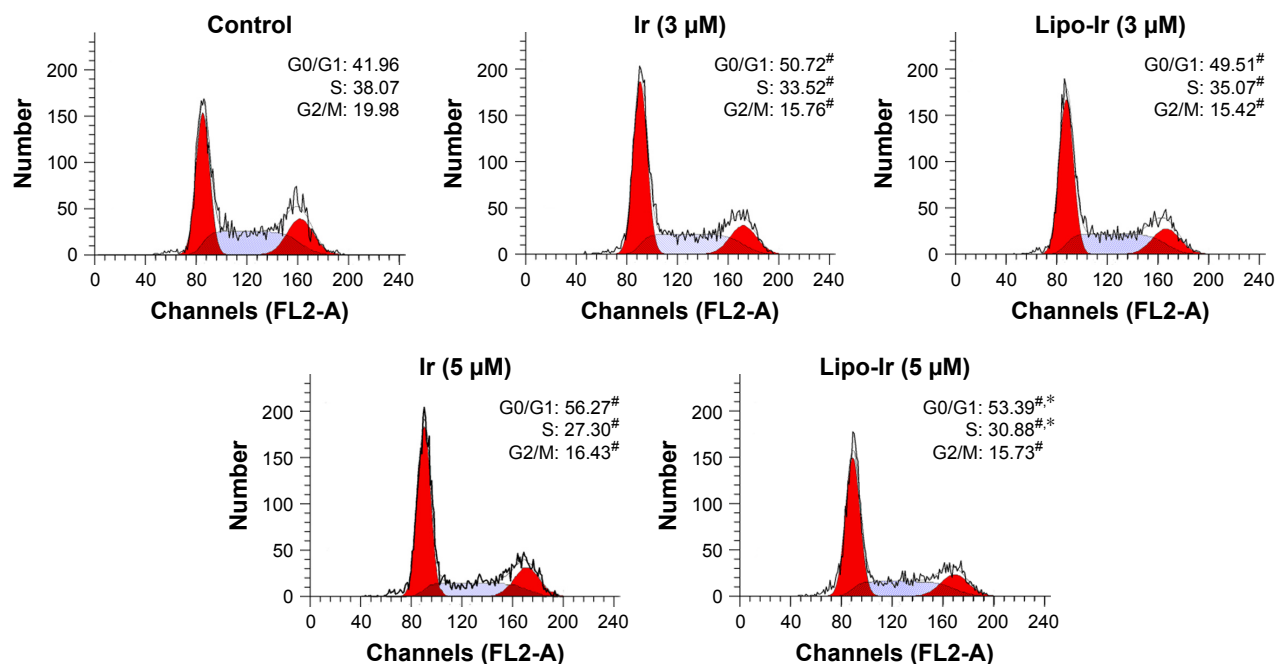 Control
G0/G1: 41.96
S: 38.07
G2/M: 19.98
Number
200
150
100
50
0
0 40 80 120 160 200 240
Channels (FL2-A)
Ir (3 µM)
G0/G1: 50.72#
S: 33.52#
G2/M: 15.76#
Number
200
150
100
50
0
0 40 80 120 160 200 240
Channels (FL2-A)
Lipo-Ir (3 µM)
G0/G1: 49.51#
S: 35.07#
G2/M: 15.42#
Number
200
150
100
50
0
0 40 80 120 160 200 240
Channels (FL2-A)
Ir (5 µM)
G0/G1: 56.27#
S: 27.30#
G2/M: 16.43#
Number
200
150
100
50
0
0 40 80 120 160 200 240
Channels (FL2-A)
Lipo-Ir (5 µM)
G0/G1: 53.39#,*
S: 30.88#,*
G2/M: 15.73#
Number
200
150
100
50
0
0 40 80 120 160 200 240
Channels (FL2-A)